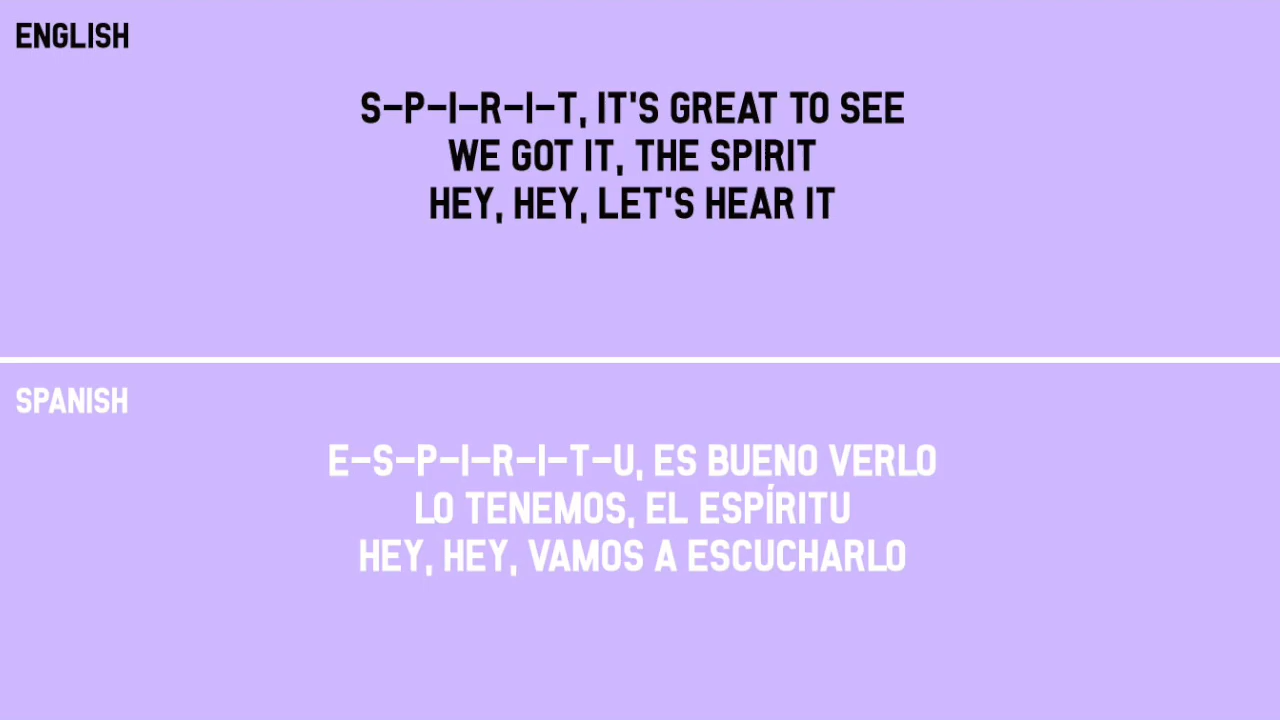 ENGLISH
S-P-I-R-I-T, IT'S GREAT TO SEE
WE GOT IT, THE SPIRIT
HEY, HEY, LET'S HEAR IT
SPANISH
E-S-P-I-R-I-T-U, ES BUENO VERLO
LO TENEMOS, EL ESPÍRITU
HEY, HEY, VAMOS A ESCUCHARLO